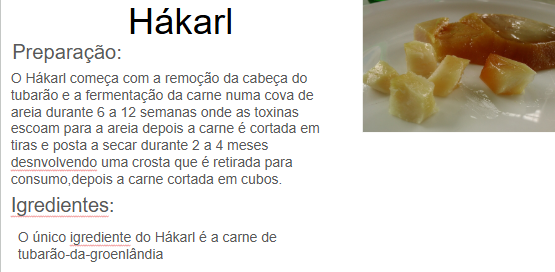 Hákarl
Preparação:
O Hákarl começa com a remoção da cabeça do
tubarão e a fermentação da carne numa cova de
areia durante 6 a 12 semanas onde as toxinas
escoam para a areia depois a carne é cortada em
tiras e posta a secar durante 2 a 4 meses
desnvolvendo uma crosta que é retirada para
consumo,depois a carne cortada em cubos.
Igredientes:
O único igrediente do Hákarl é a carne de
tubarão-da-groenlândia